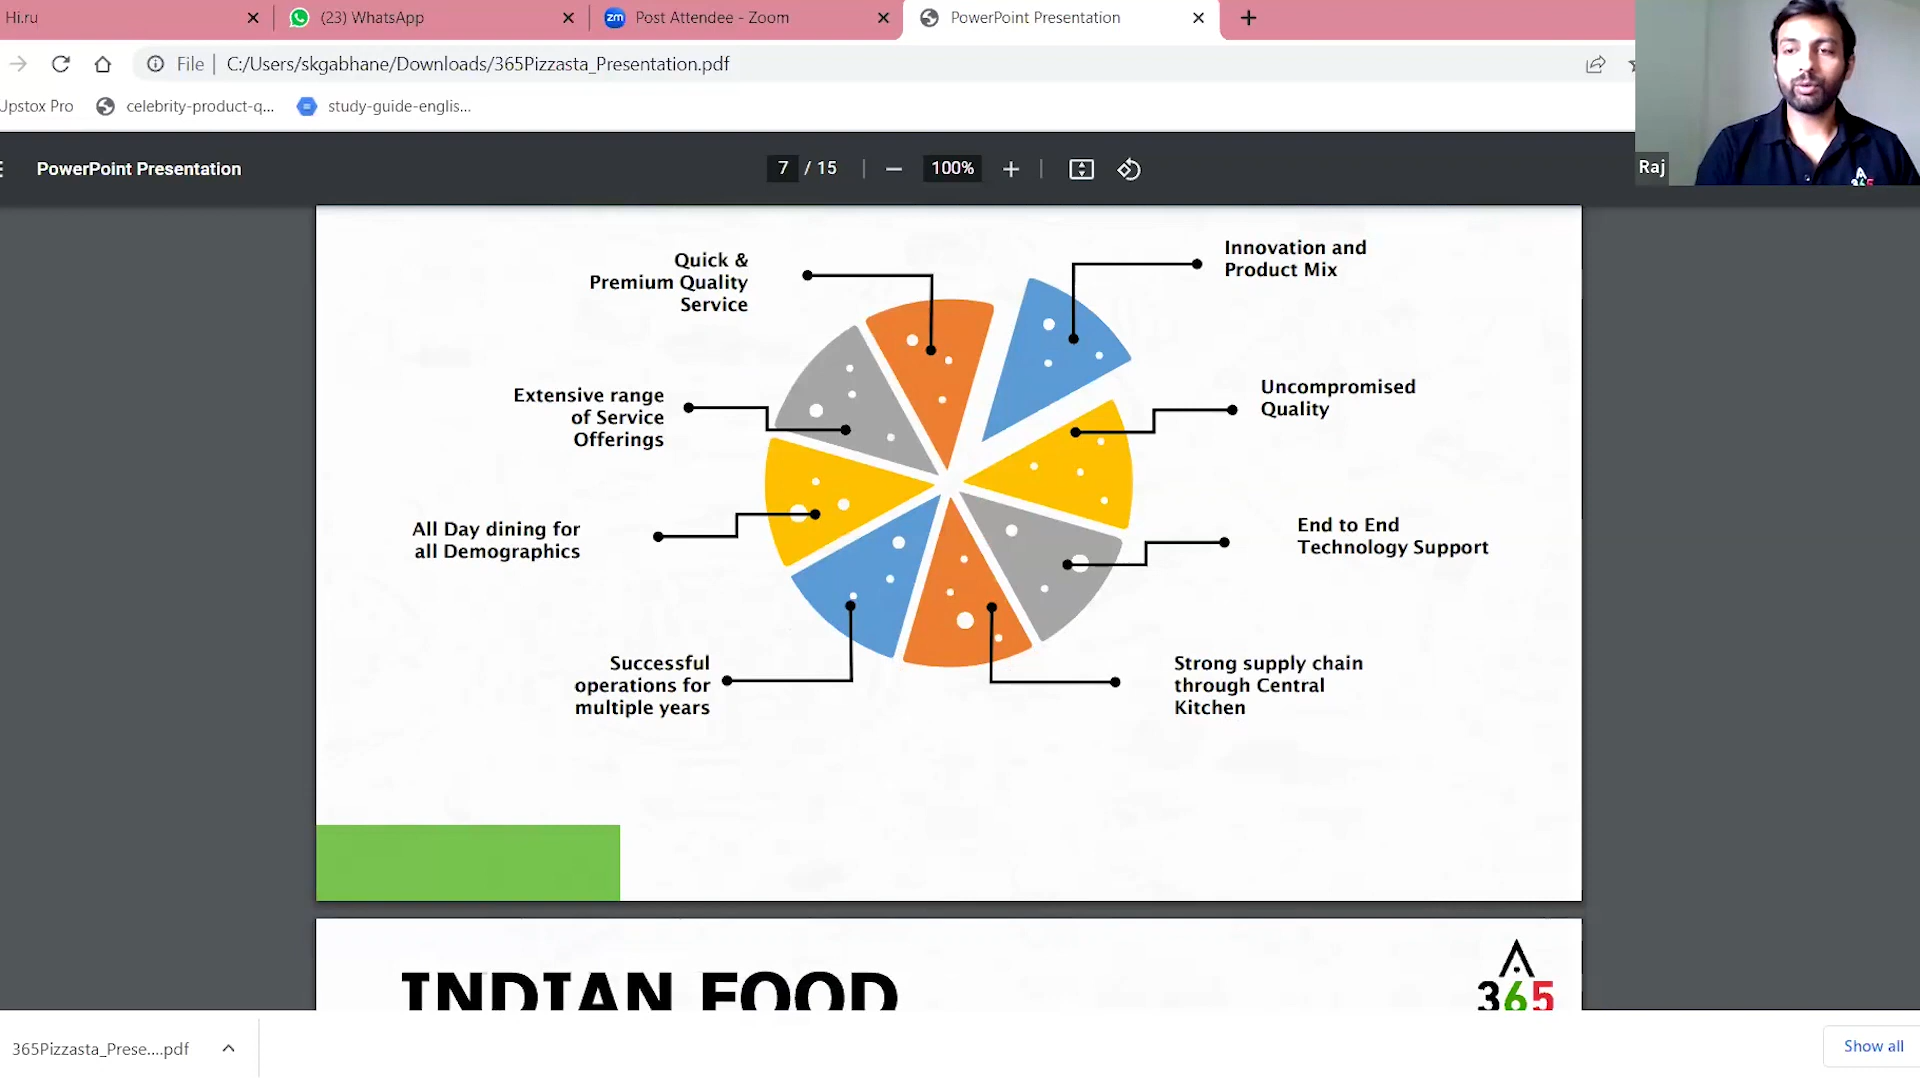 Hi.ru
(23) WhatsApp
Post Attendee - Zoom
PowerPoint Presentation
File
C:/Users/skgabhane/Downloads/365Pizzasta_Presentation.pdf
Upstox Pro
celebrity-product-q...
study-guide-englis...
PowerPoint Presentation
7 / 15
100%
Raj
365
Quick &
Premium Quality
Service
Innovation and
Product Mix
Extensive range
of Service
Offerings
Uncompromised
Quality
All Day dining for
all Demographics
End to End
Technology Support
Successful
operations for
multiple years
Strong supply chain
through Central
Kitchen
INDIAN FOOD
365
365Pizzasta_Prese....pdf
Show all